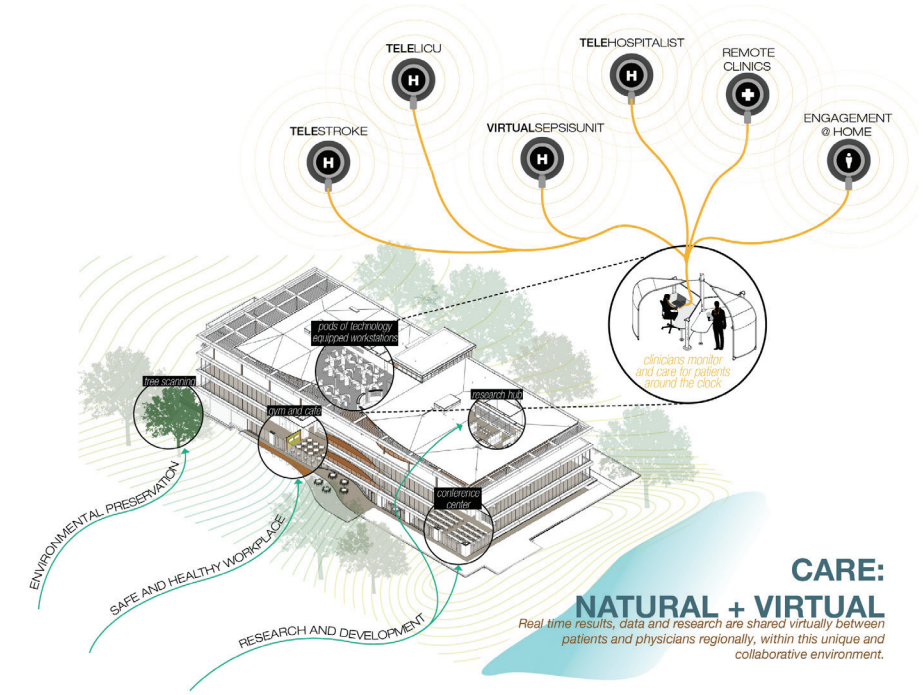 TELELICU
TELEHOSPITALIST
REMOTE
CLINICS
TELESTROKE
VIRTUALSEPSISUNIT
ENGAGEMENT
@ HOME
H
H
H
H
pods of technology
equipped workstations
clinicians monitor
and care for patients
around the clock
tree scanning
gym and café
research hub
conference
center
ENVIRONMENTAL PRESERVATION
SAFE AND HEALTHY WORKPLACE
RESEARCH AND DEVELOPMENT
CARE:
NATURAL + VIRTUAL
Real time results, data and research are shared virtually between
patients and physicians regionally, within this unique and
collaborative environment.